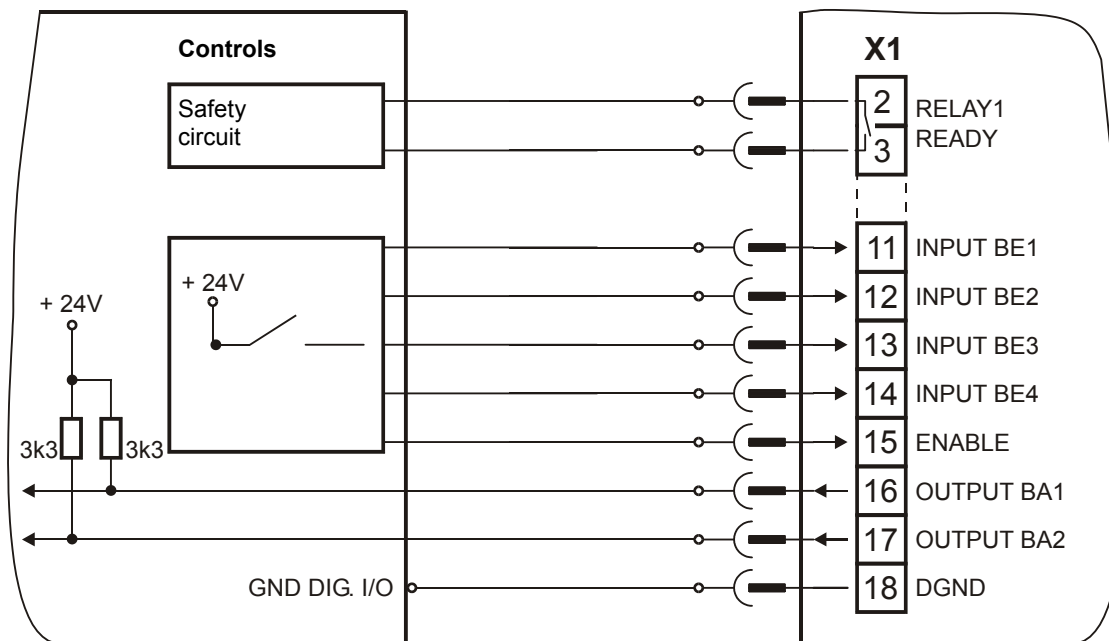 Controls
X1
Safety
circuit
2
RELAY1
READY
3
11 INPUT BE1
+ 24V
12 INPUT BE2
+ 24V
13 INPUT BE3
14 INPUT BE4
3k3 3k3
15 ENABLE
16 OUTPUT BA1
17 OUTPUT BA2
GND DIG. I/O
18 DGND